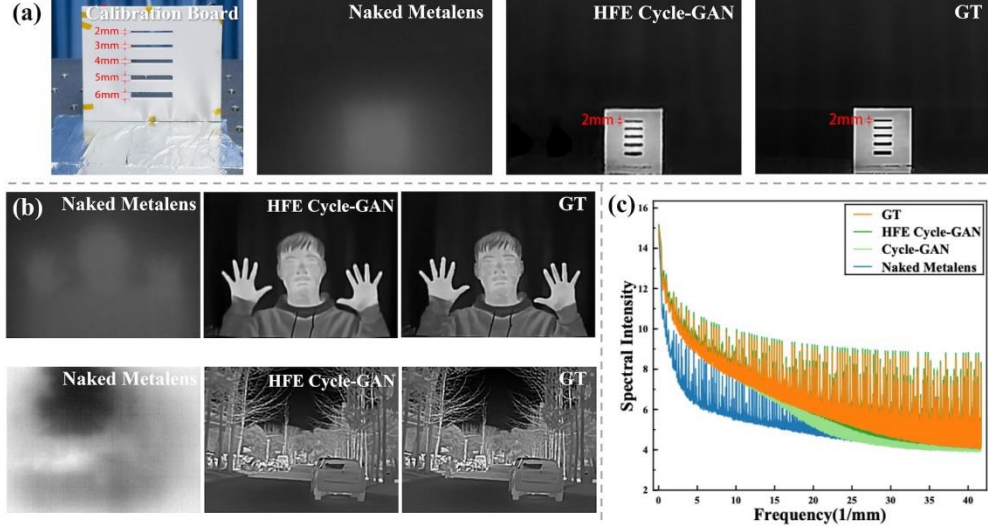 (a)
Calibration Board
2mm
3mm
4mm
5mm
6mm
Naked Metalens
HFE Cycle-GAN
2mm
GT
2mm
(b)
Naked Metalens
HFE Cycle-GAN
GT
Naked Metalens
HFE Cycle-GAN
GT
(c)
16
14
12
10
8
6
4
2
Spectral Intensity
GT
HFE Cycle-GAN
Cycle-GAN
Naked Metalens
0 5 10 15 20 25 30 35 40
Frequency(1/mm)